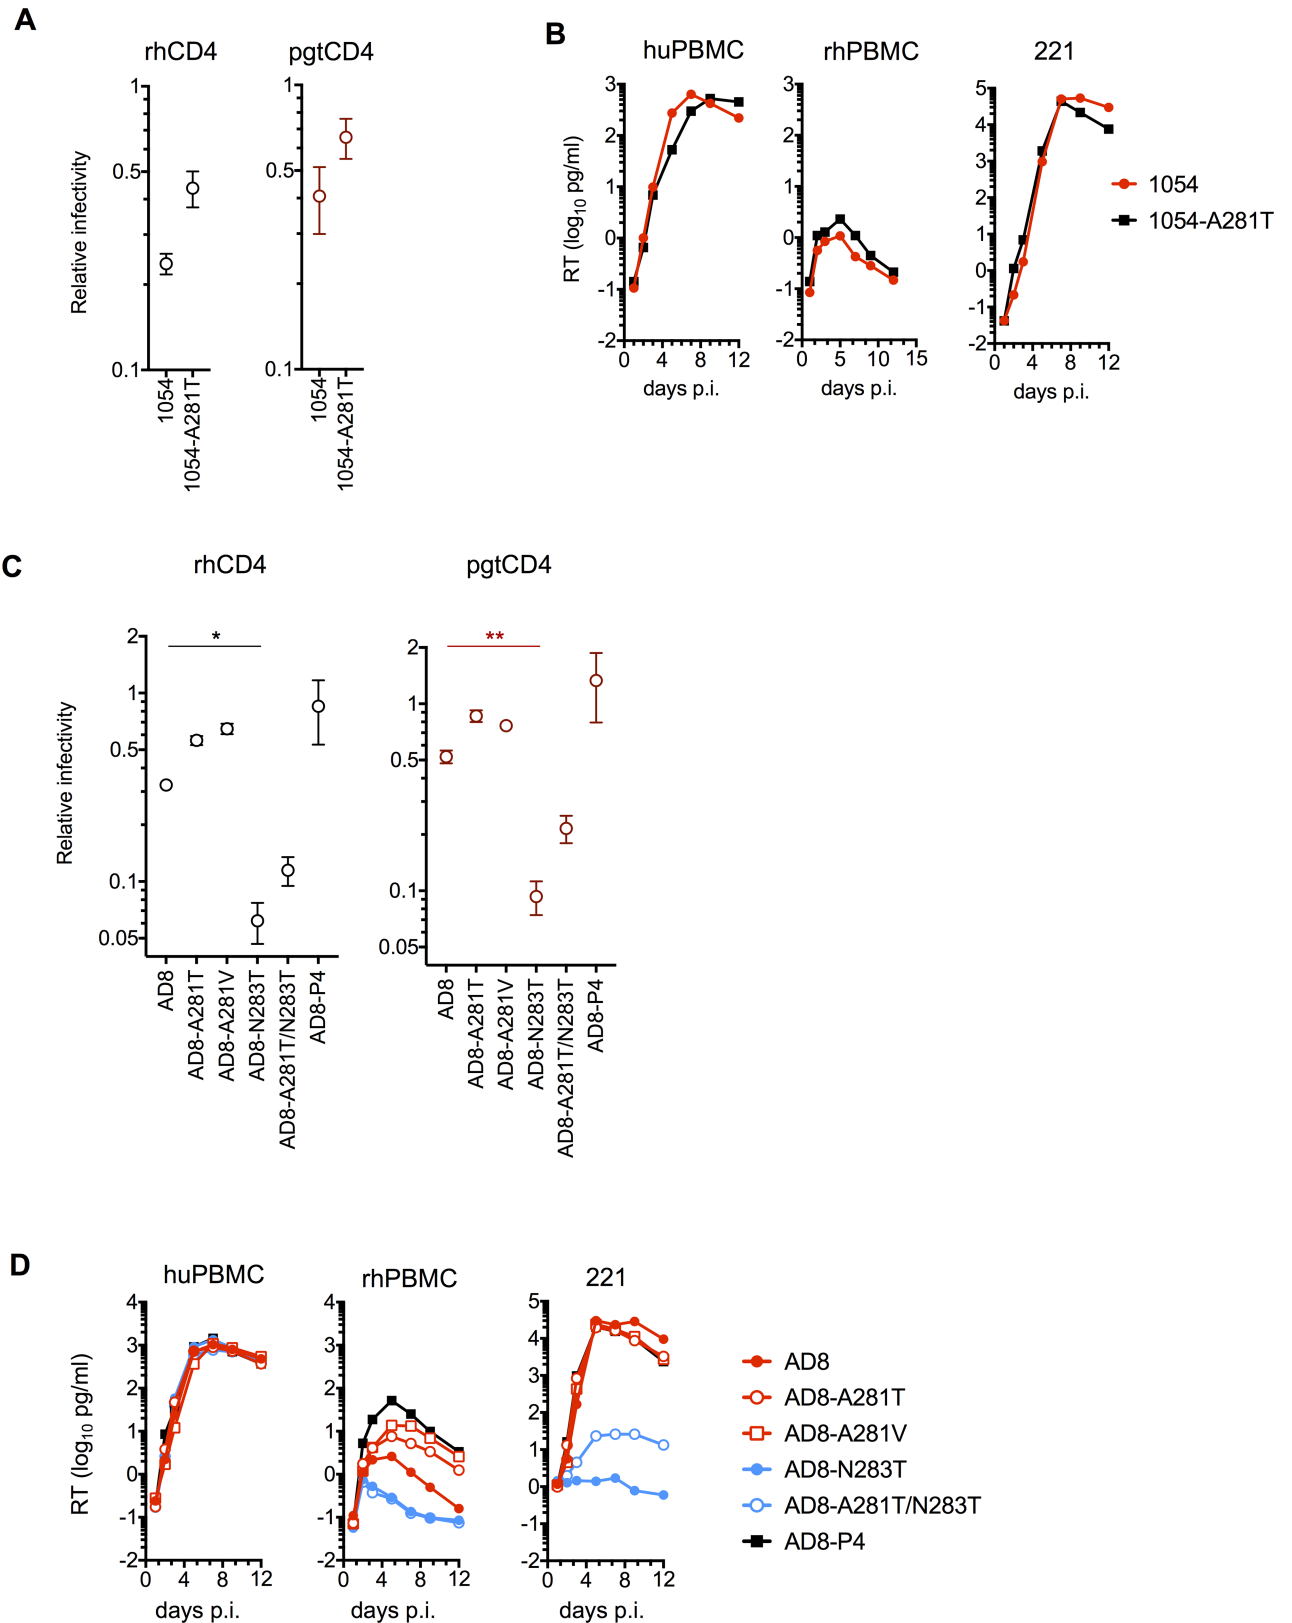 A
rhCD4
pgtCD4
Relative infectivity
1
0.5
0.1
1054
1054-A281T
1
0.5
0.1
1054
1054-A281T
B
huPBMC
rhPBMC
221
RT (log10 pg/ml)
3
2
1
0
-1
-2
0 4 8 12
days p.i.
3
2
1
0
-1
-2
0 5 10 15
days p.i.
5
4
3
2
1
0
-1
-2
0 4 8 12
days p.i.
1054
1054-A281T
C
rhCD4
pgtCD4
Relative infectivity
*
2
1
0.5
0.1
0.05
AD8
AD8-A281T
AD8-A281V
AD8-N283T
AD8-A281T/N283T
AD8-P4
**
2
1
0.5
0.1
0.05
AD8
AD8-A281T
AD8-A281V
AD8-N283T
AD8-A281T/N283T
AD8-P4
D
huPBMC
rhPBMC
221
RT (log10 pg/ml)
4
3
2
1
0
-1
-2
0 4 8 12
days p.i.
4
3
2
1
0
-1
-2
0 4 8 12
days p.i.
5
4
3
2
1
0
-1
-2
0 4 8 12
days p.i.
AD8
AD8-A281T
AD8-A281V
AD8-N283T
AD8-A281T/N283T
AD8-P4